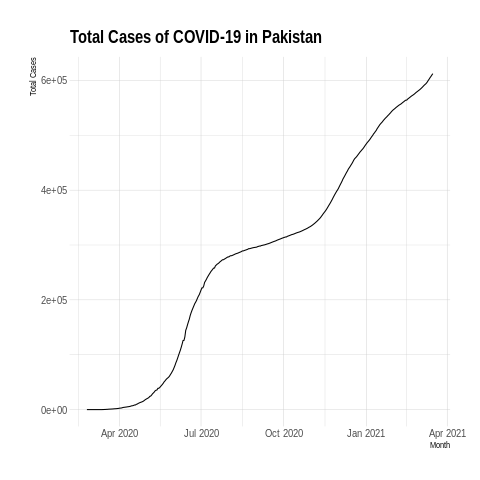 Total Cases of COVID-19 in Pakistan
Total Cases
6e+05
4e+05
2e+05
0e+00
Apr 2020 Jul 2020 Oct 2020 Jan 2021 Apr 2021
Month